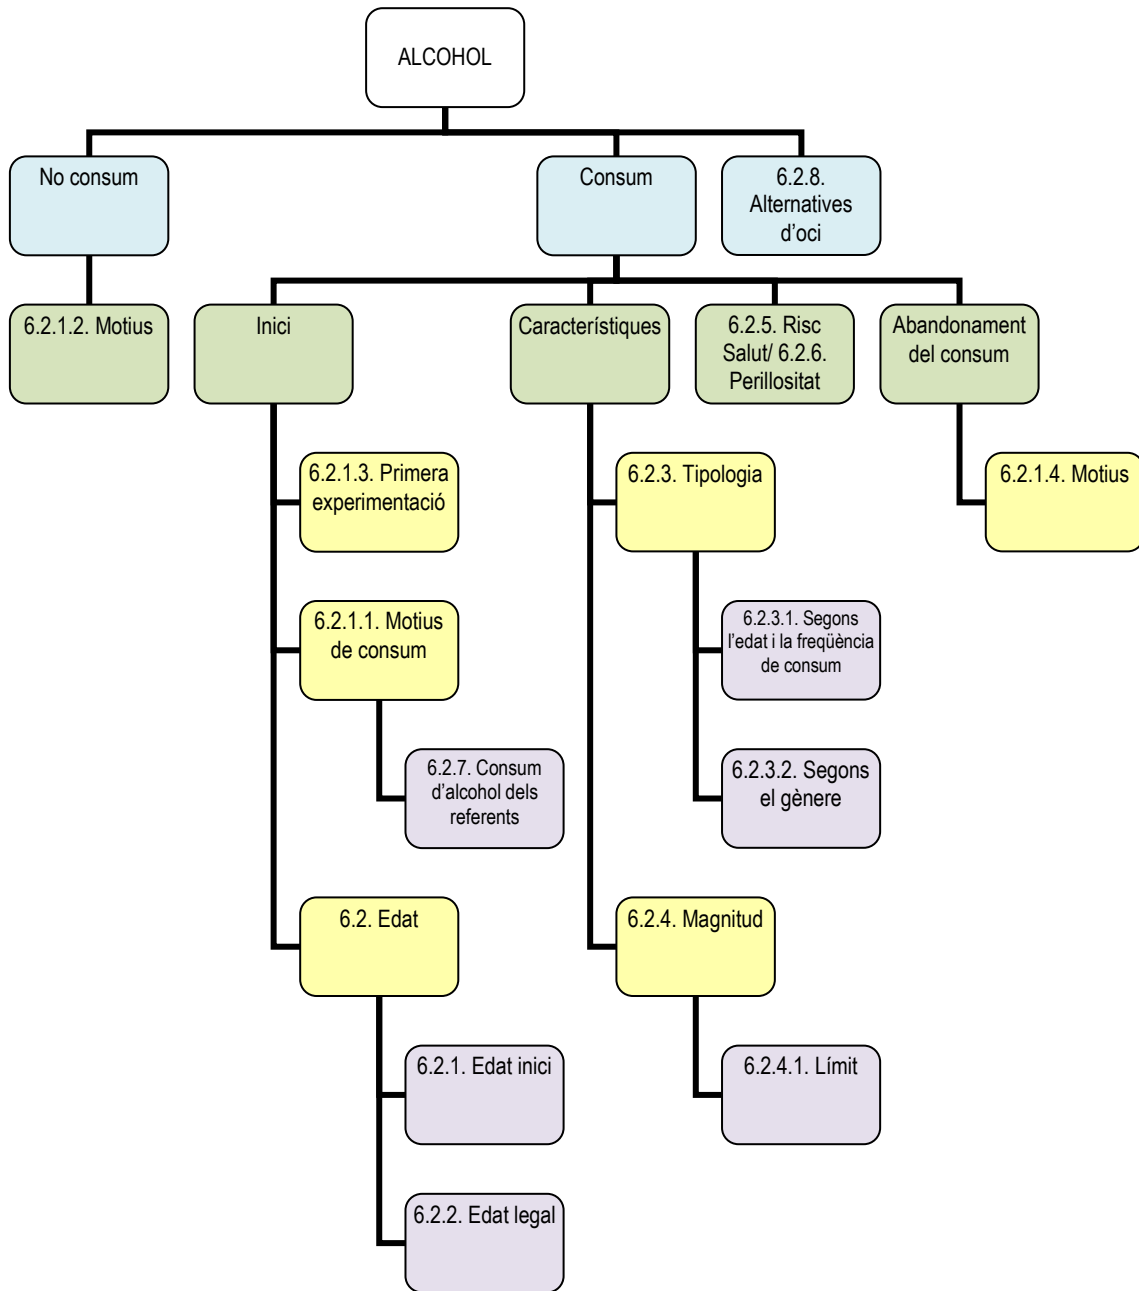 ALCOHOL
No consum
Consum
6.2.8.
Alternatives
d’oci
6.2.1.2. Motius
Inici
Característiques
6.2.5. Risc
Salut/ 6.2.6.
Perillositat
Abandonament
del consum
6.2.1.3. Primera
experimentació
6.2.3. Tipologia
6.2.1.4. Motius
6.2.1.1. Motius
de consum
6.2.3.1. Segons
l’edat i la freqüència
de consum
6.2.7. Consum
d’alcohol dels
referents
6.2.3.2. Segons
el gènere
6.2. Edat
6.2.4. Magnitud
6.2.1. Edat inici
6.2.4.1. Límit
6.2.2. Edat legal